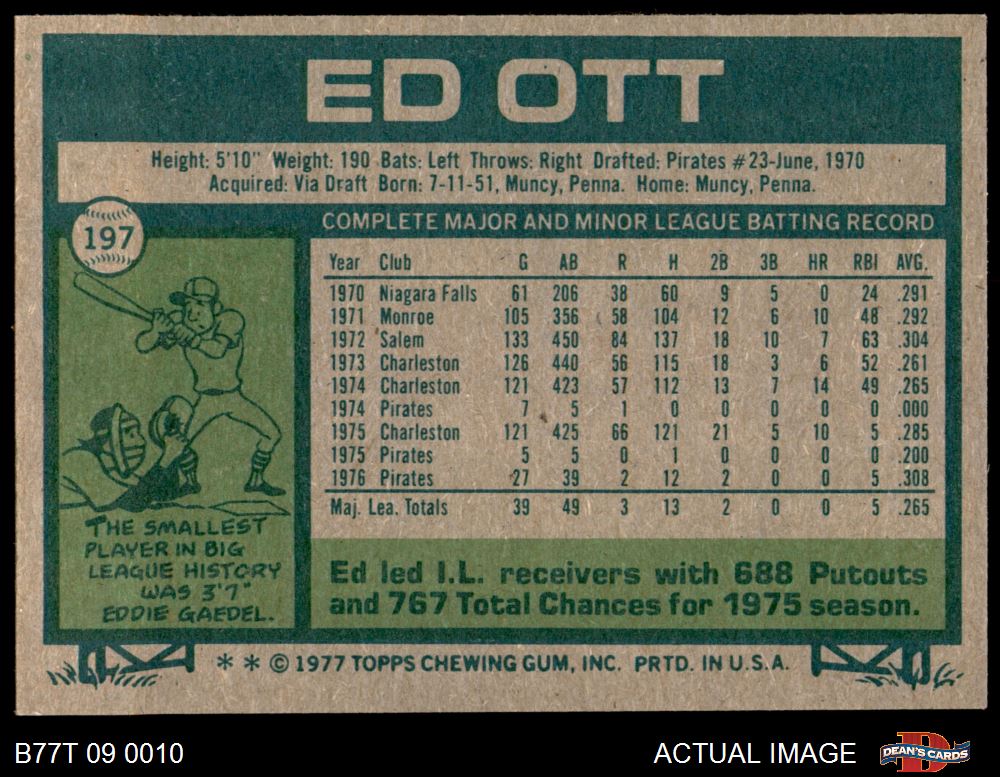 ED OTT
Height: 5'10" Weight: 190 Bats: Left Throws: Right Drafted: Pirates #23-June, 1970
Acquired: Via Draft Born: 7-11-51, Muncy, Penna. Home: Muncy, Penna.
197
COMPLETE MAJOR AND MINOR LEAGUE BATTING RECORD
Year Club G AB R H 2B 3B HR RBI AVG.
1970 Niagara Falls 61 206 38 60 9 5 0 24 .291
1971 Monroe 105 356 58 104 12 6 10 48 .292
1972 Salem 133 450 84 137 18 10 7 63 .304
1973 Charleston 126 440 56 115 18 3 6 52 .261
1974 Charleston 121 423 57 112 13 7 14 49 .265
1974 Pirates 7 5 1 0 0 0 0 0 .000
1975 Charleston 121 425 66 121 21 5 10 5 .285
1975 Pirates 5 5 0 1 0 0 0 0 .200
1976 Pirates 27 39 2 12 2 0 0 5 .308
Maj. Lea. Totals 39 49 3 13 2 0 0 5 .265
THE SMALLEST
PLAYER IN BIG
LEAGUE HISTORY
WAS 3'7"
EDDIE GAEDEL.
Ed led I.L. receivers with 688 Putouts
and 767 Total Chances for 1975 season.
* * © 1977 TOPPS CHEWING GUM, INC. PRTD. IN U.S.A.
B77T 09 0010
ACTUAL IMAGE
D
DEAN'S CARDS